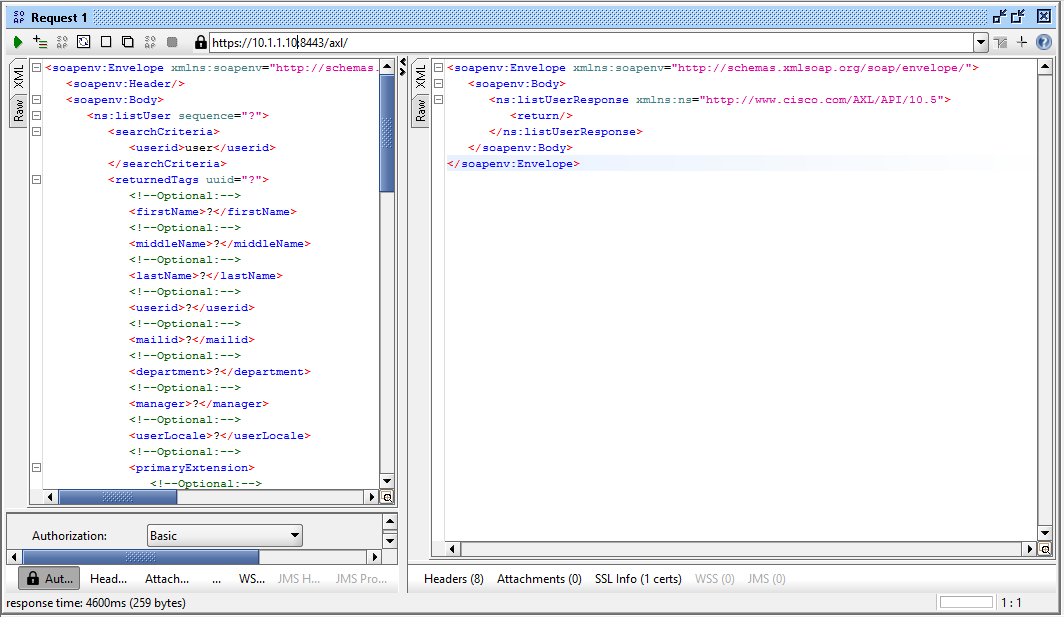 Request 1
https://10.1.1.10:8443/axl/
XML
Raw
<soapenv:Envelope xmlns:soapenv="http://schemas.
<soapenv:Header/>
<soapenv:Body>
<ns:listUser sequence="?">
<searchCriteria>
<userid>user</userid>
</searchCriteria>
<returnedTags uuid="?">
<!--Optional:-->
<firstName>?</firstName>
<!--Optional:-->
<middleName>?</middleName>
<!--Optional:-->
<lastName>?</lastName>
<!--Optional:-->
<userid>?</userid>
<!--Optional:-->
<mailid>?</mailid>
<!--Optional:-->
<department>?</department>
<!--Optional:-->
<manager>?</manager>
<!--Optional:-->
<userLocale>?</userLocale>
<!--Optional:-->
<primaryExtension>
<!--Optional:-->
XML
Raw
<soapenv:Envelope xmlns:soapenv="http://schemas.xmlsoap.org/soap/envelope/">
<soapenv:Body>
<ns:listUserResponse xmlns:ns="http://www.cisco.com/AXL/API/10.5">
<return/>
</ns:listUserResponse>
</soapenv:Body>
</soapenv:Envelope>
Authorization: Basic
Aut... Head... Attach... ... WS... JMS H... JMS Pro...
Headers (8) Attachments (0) SSL Info (1 certs) WSS (0) JMS (0)
response time: 4600ms (259 bytes)
1 : 1